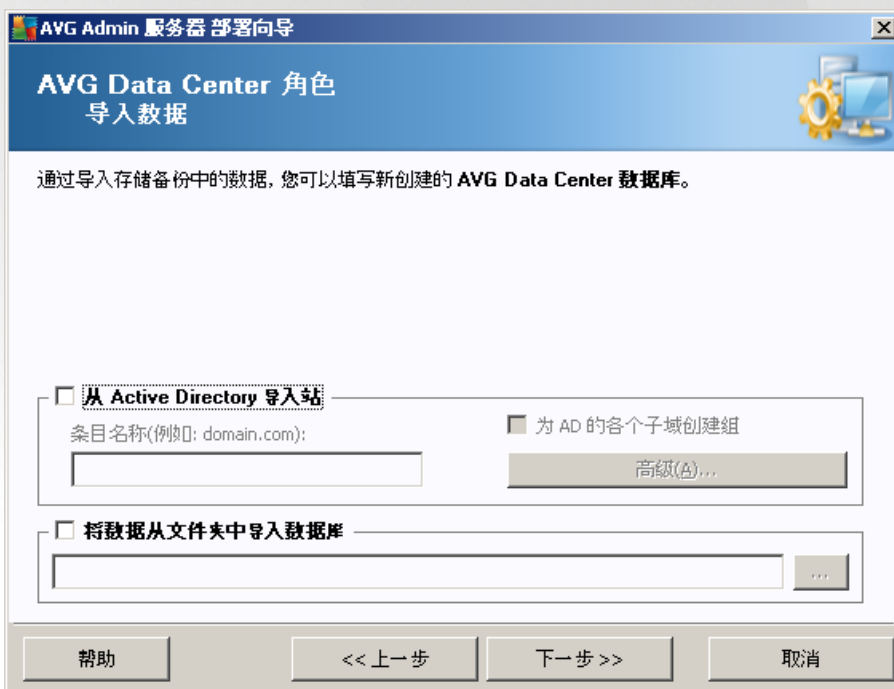 AVG Admin 服务器 部署向导
AVG Data Center 角色
导入数据
通过导入存储备份中的数据, 您可以填写新创建的 AVG Data Center 数据库。
从 Active Directory 导入站
条目名称(例如: domain.com):
为 AD 的各个子域创建组
高级(A)...
将数据从文件夹中导入数据库
...
帮助
<< 上一步
下一步 >>
取消